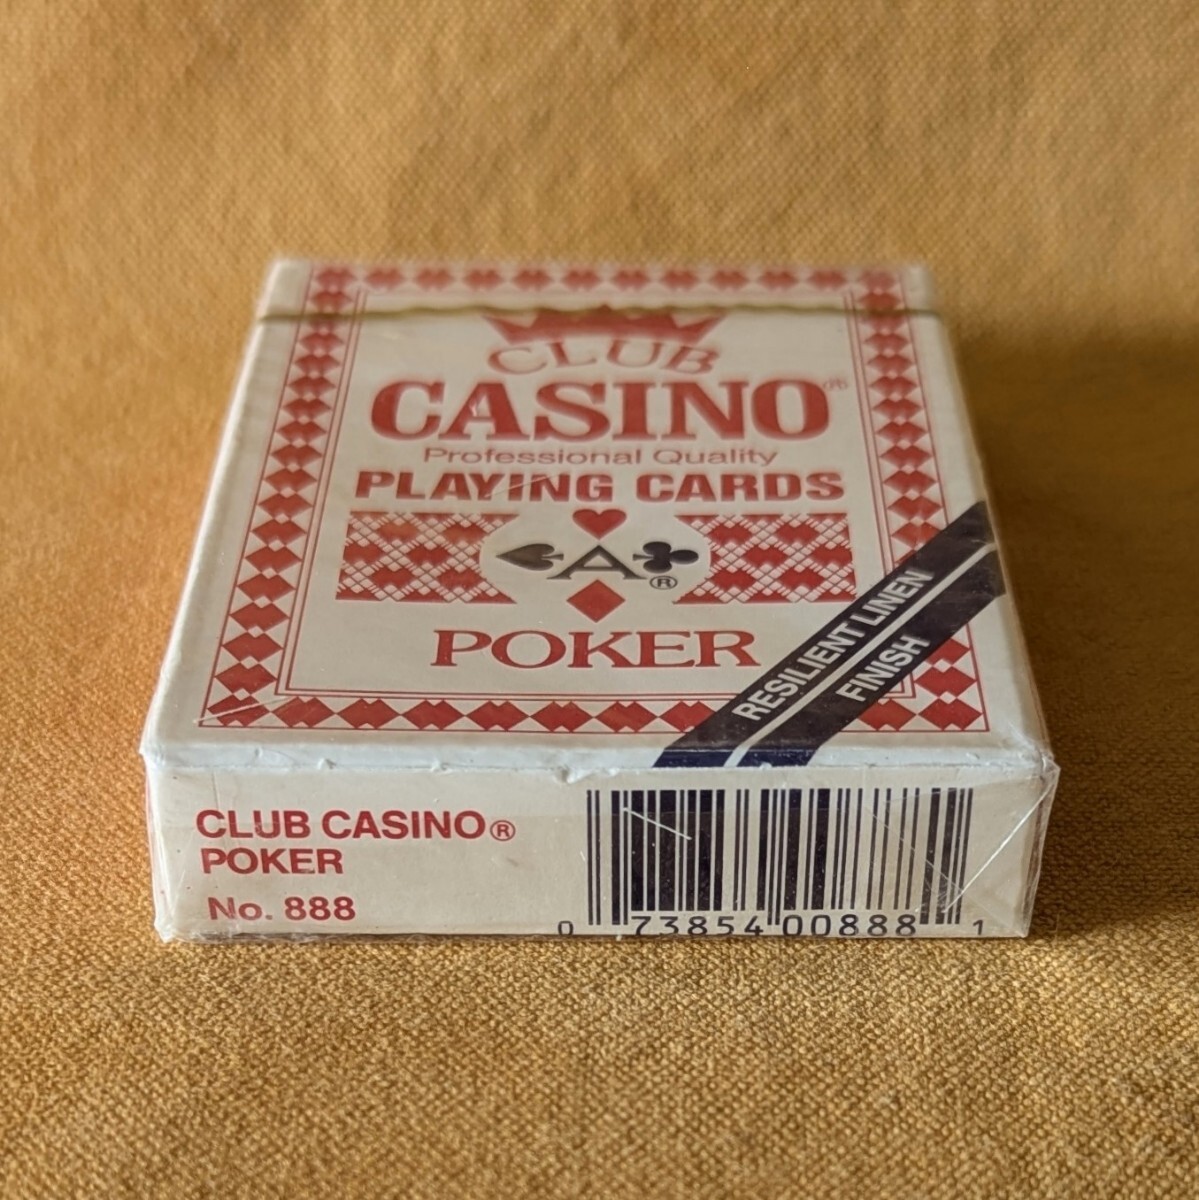 CLUB
CASINO®
Professional Quality
PLAYING CARDS
A®
POKER
RESILIENT LINEN
FINISH
CLUB CASINO®
POKER
No. 888
0 73854 00888 1